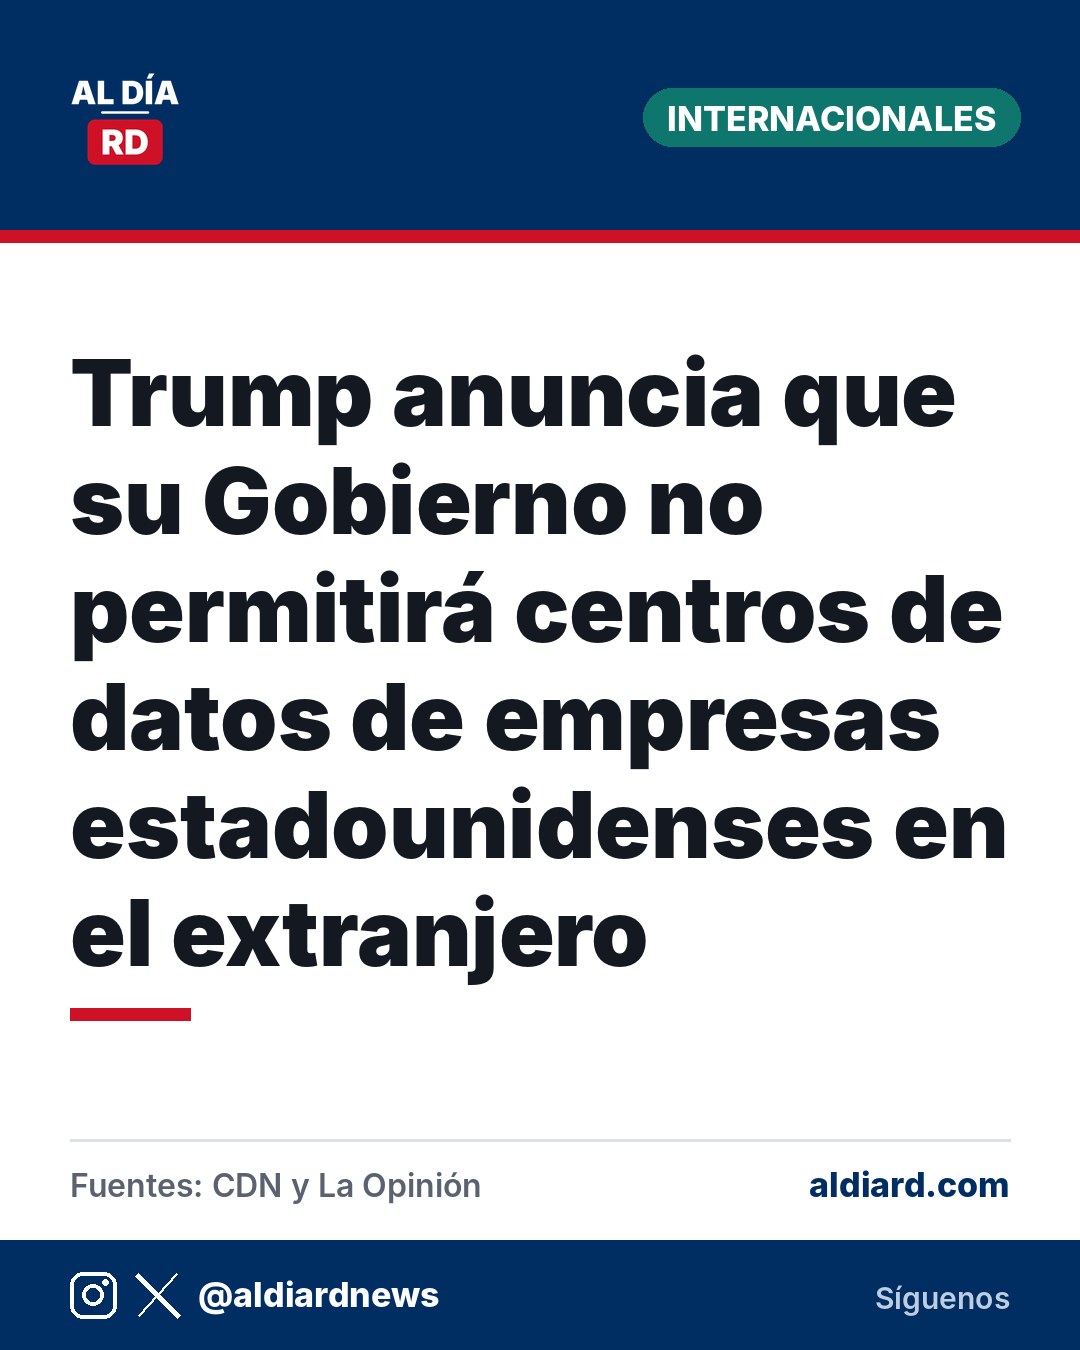 AL DÍA
RD
INTERNACIONALES
Trump anuncia que
su Gobierno no
permitirá centros de
datos de empresas
estadounidenses en
el extranjero
Fuentes: CDN y La Opinión
aldiard.com
@aldiardnews
Síguenos